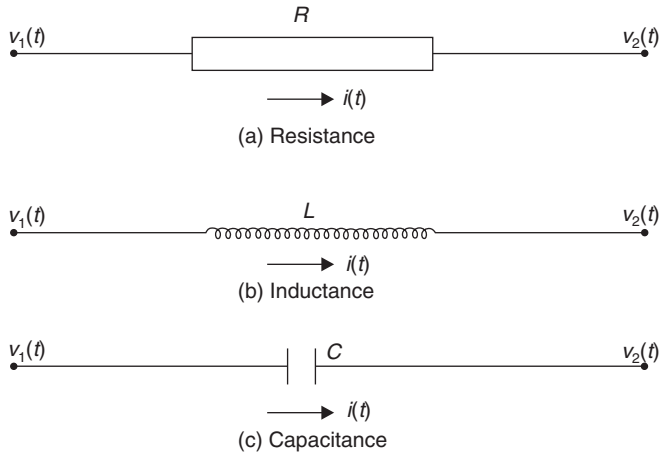 R
v1(t) v2(t)
i(t)
(a) Resistance
L
v1(t) v2(t)
i(t)
(b) Inductance
v1(t) C v2(t)
i(t)
(c) Capacitance